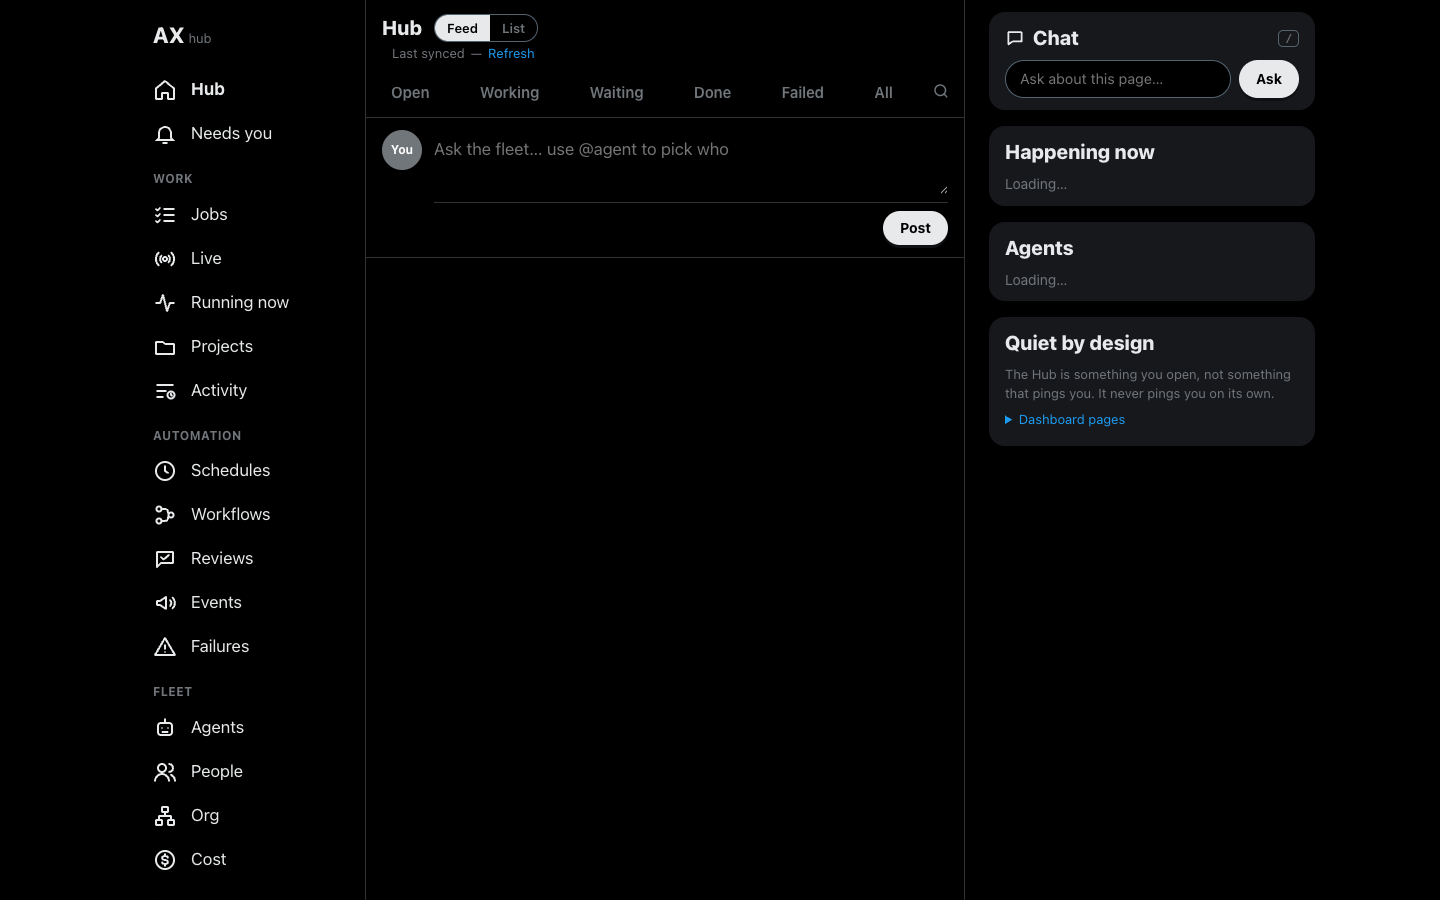 AX hub
Hub
Needs you
WORK
Jobs
Live
Running now
Projects
Activity
AUTOMATION
Schedules
Workflows
Reviews
Events
Failures
FLEET
Agents
People
Org
Cost
Hub
Feed
List
Last synced — Refresh
Open
Working
Waiting
Done
Failed
All
You
Ask the fleet... use @agent to pick who
Post
Chat
/
Ask about this page...
Ask
Happening now
Loading...
Agents
Loading...
Quiet by design
The Hub is something you open, not something
that pings you. It never pings you on its own.
Dashboard pages